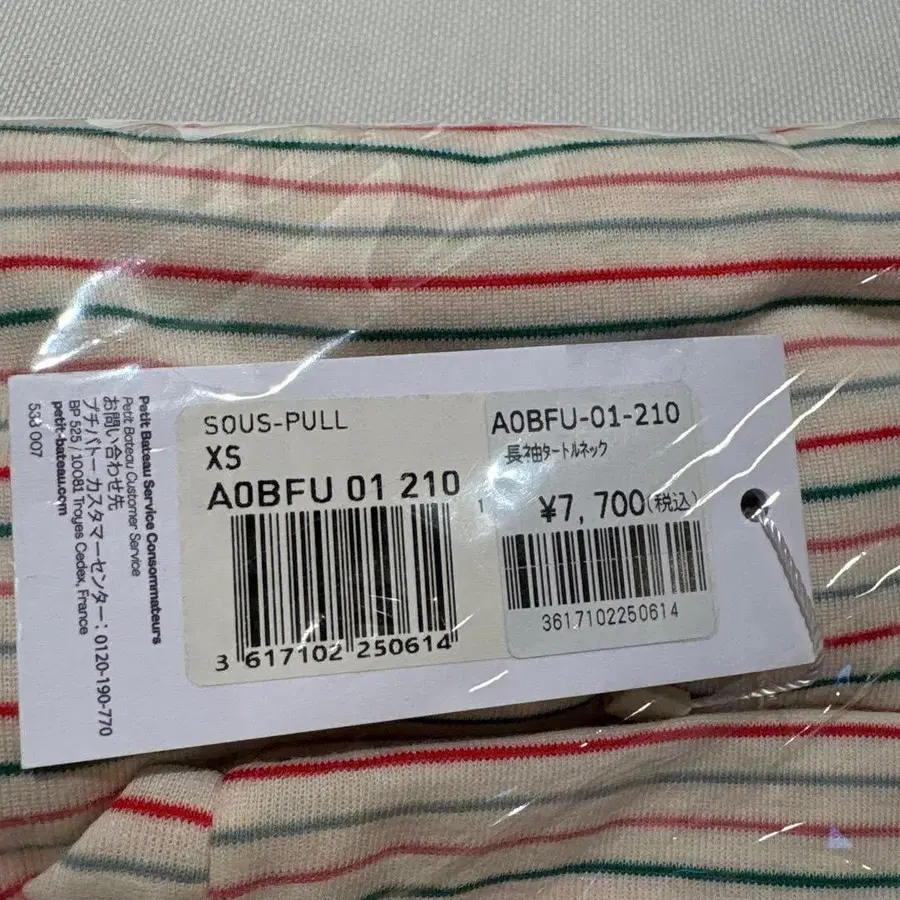 Petit Bateau Service Consommateurs
Petit Bateau Customer Service
お問い合わせ先
プチバトー カスタマーセンター：0120-190-770
BP 525 / 10081 Troyes Cedex, France
petit-bateau.com
533 007
SOUS-PULL
XS
A0BFU 01 210
1
3 617102 250614
A0BFU-01-210
長袖タートルネック
¥7,700(税込)
3617102250614